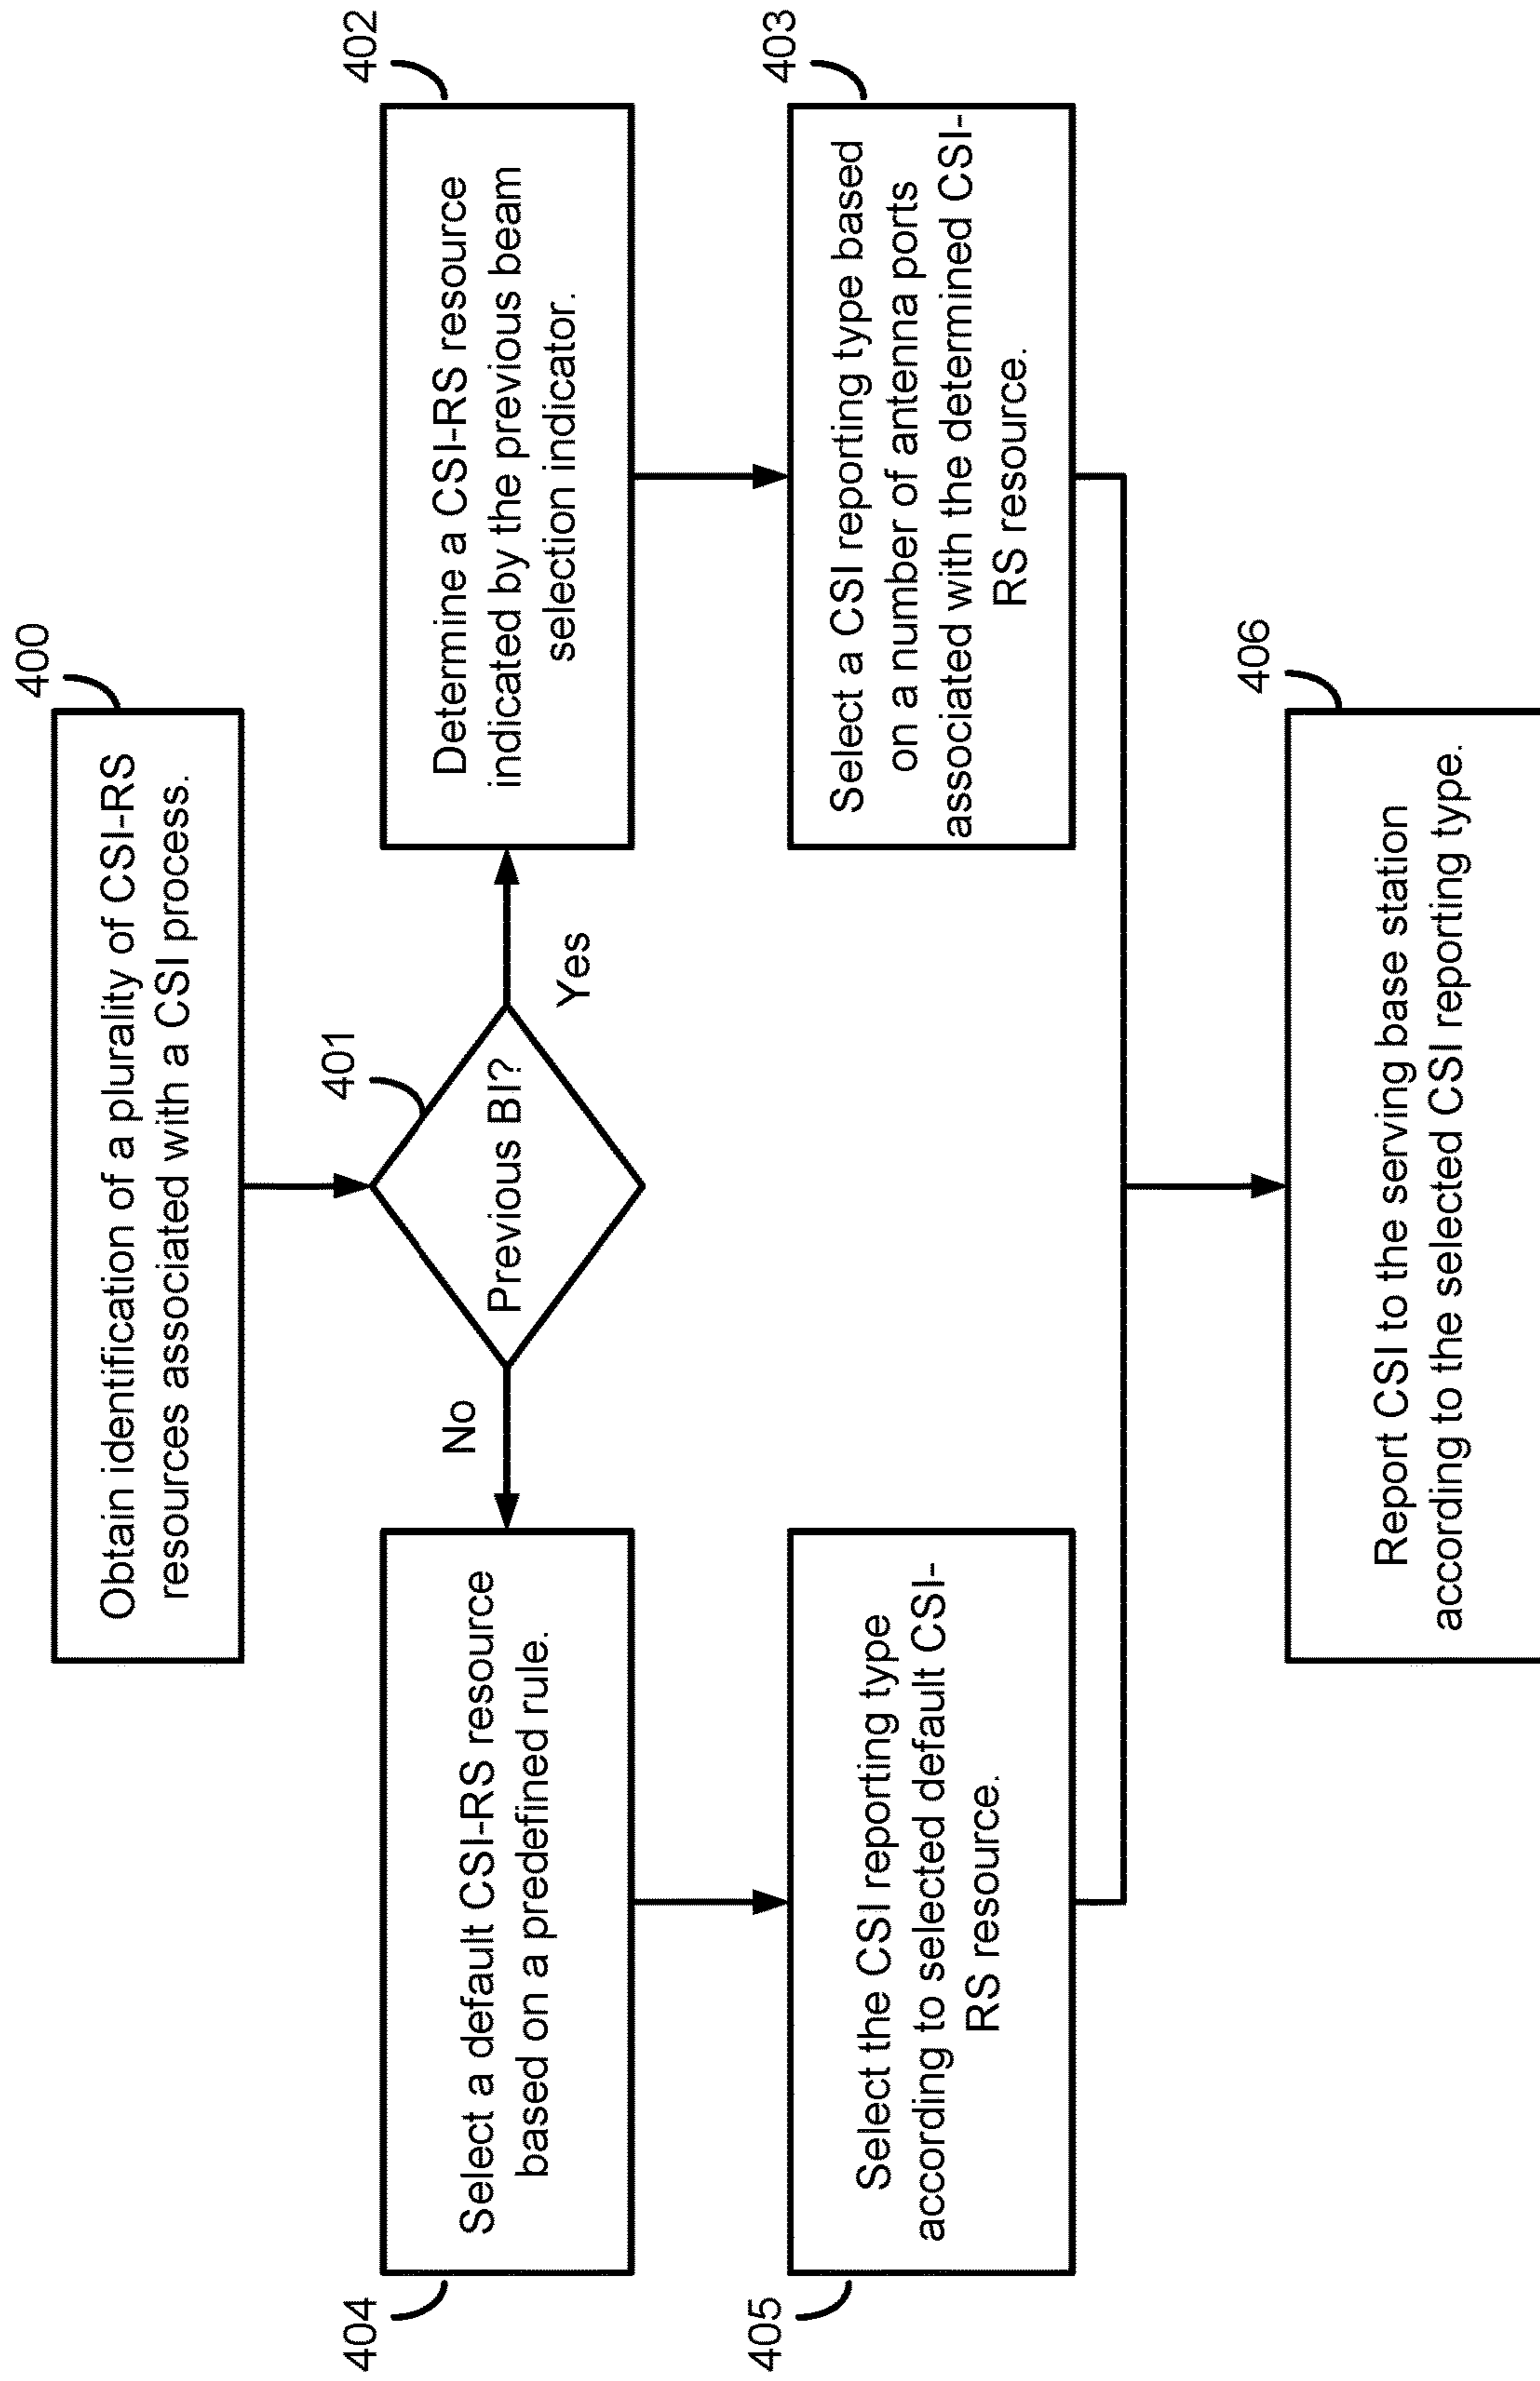 400
Obtain identification of a plurality of CSI-RS
resources associated with a CSI process.
401
Previous BI?
No
Yes
404
Select a default CSI-RS resource
based on a predefined rule.
402
Determine a CSI-RS resource
indicated by the previous beam
selection indicator.
405
Select the CSI reporting type
according to selected default CSI-
RS resource.
403
Select a CSI reporting type based
on a number of antenna ports
associated with the determined CSI-
RS resource.
406
Report CSI to the serving base station
according to the selected CSI reporting type.